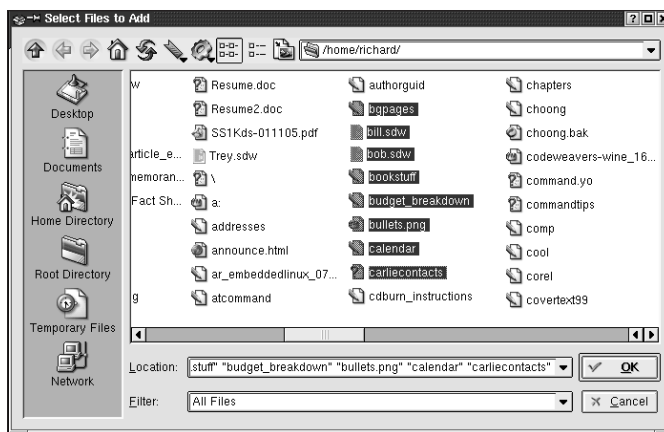 Select Files to Add
/home/richard/
Desktop
Documents
Home Directory
Root Directory
Temporary Files
Network
w
article_e...
memoran...
Fact Sh...
g
Resume.doc
Resume2.doc
SS1Kds-011105.pdf
Trey.sdw
\
a:
addresses
announce.html
ar_embeddedlinux_07...
atcommand
authorguid
bgpages
bill.sdw
bob.sdw
bookstuff
budget_breakdown
bullets.png
calendar
carliecontacts
cdburn_instructions
chapters
choong
choong.bak
codeweavers-wine_16...
command.yo
commandtips
comp
cool
corel
covertext99
Location: stuff" "budget_breakdown" "bullets.png" "calendar" "carliecontacts"
OK
Filter: All Files
Cancel